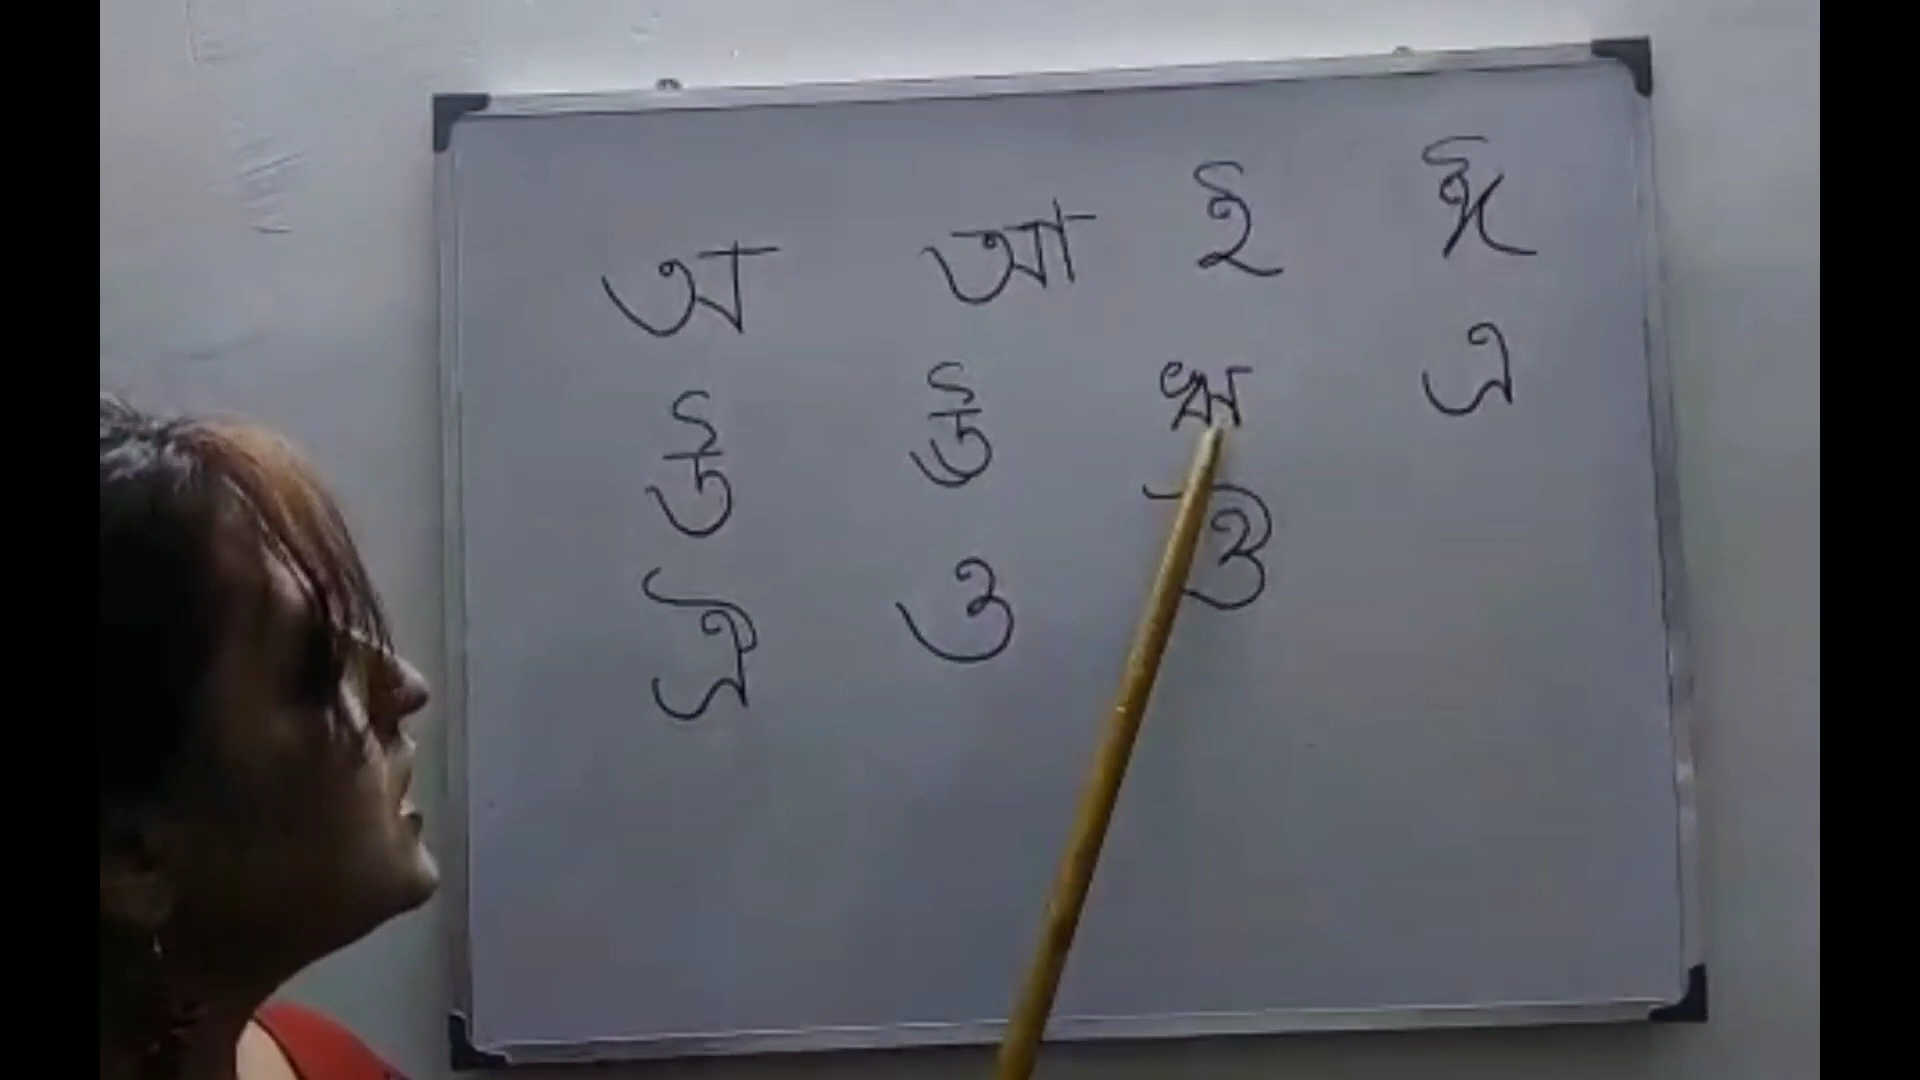 অ আ ই ঈ
উ ঊ ঋ এ
ঐ ও ঔ